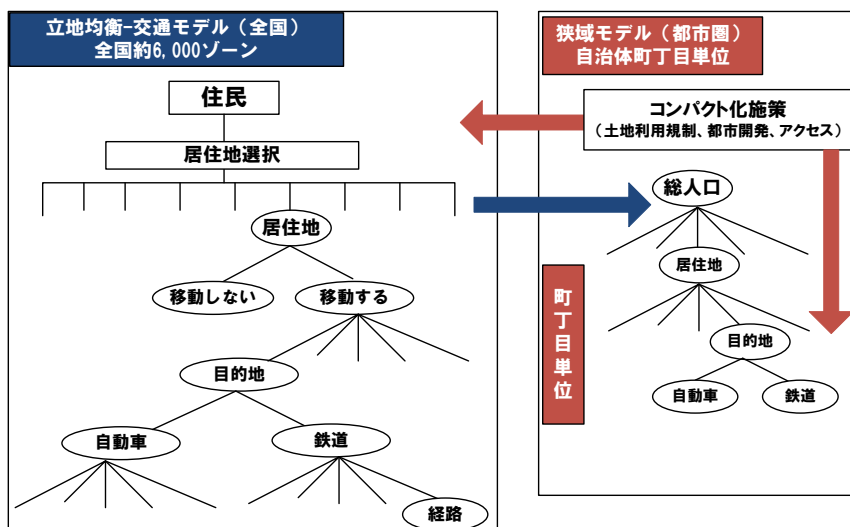 立地均衡-交通モデル（全国）
全国約6,000ゾーン
住民
居住地選択
居住地
移動しない
移動する
目的地
自動車
鉄道
経路
狭域モデル（都市圏）
自治体町丁目単位
コンパクト化施策
（土地利用規制、都市開発、アクセス）
総人口
居住地
町丁目単位
目的地
自動車
鉄道